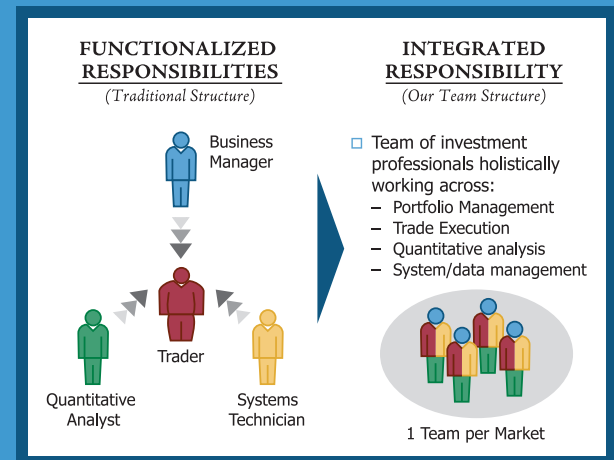 FUNCTIONALIZED
RESPONSIBILITIES
(Traditional Structure)
Business
Manager
Trader
Quantitative
Analyst
Systems
Technician
INTEGRATED
RESPONSIBILITY
(Our Team Structure)
Team of investment
professionals holistically
working across:
– Portfolio Management
– Trade Execution
– Quantitative analysis
– System/data management
1 Team per Market